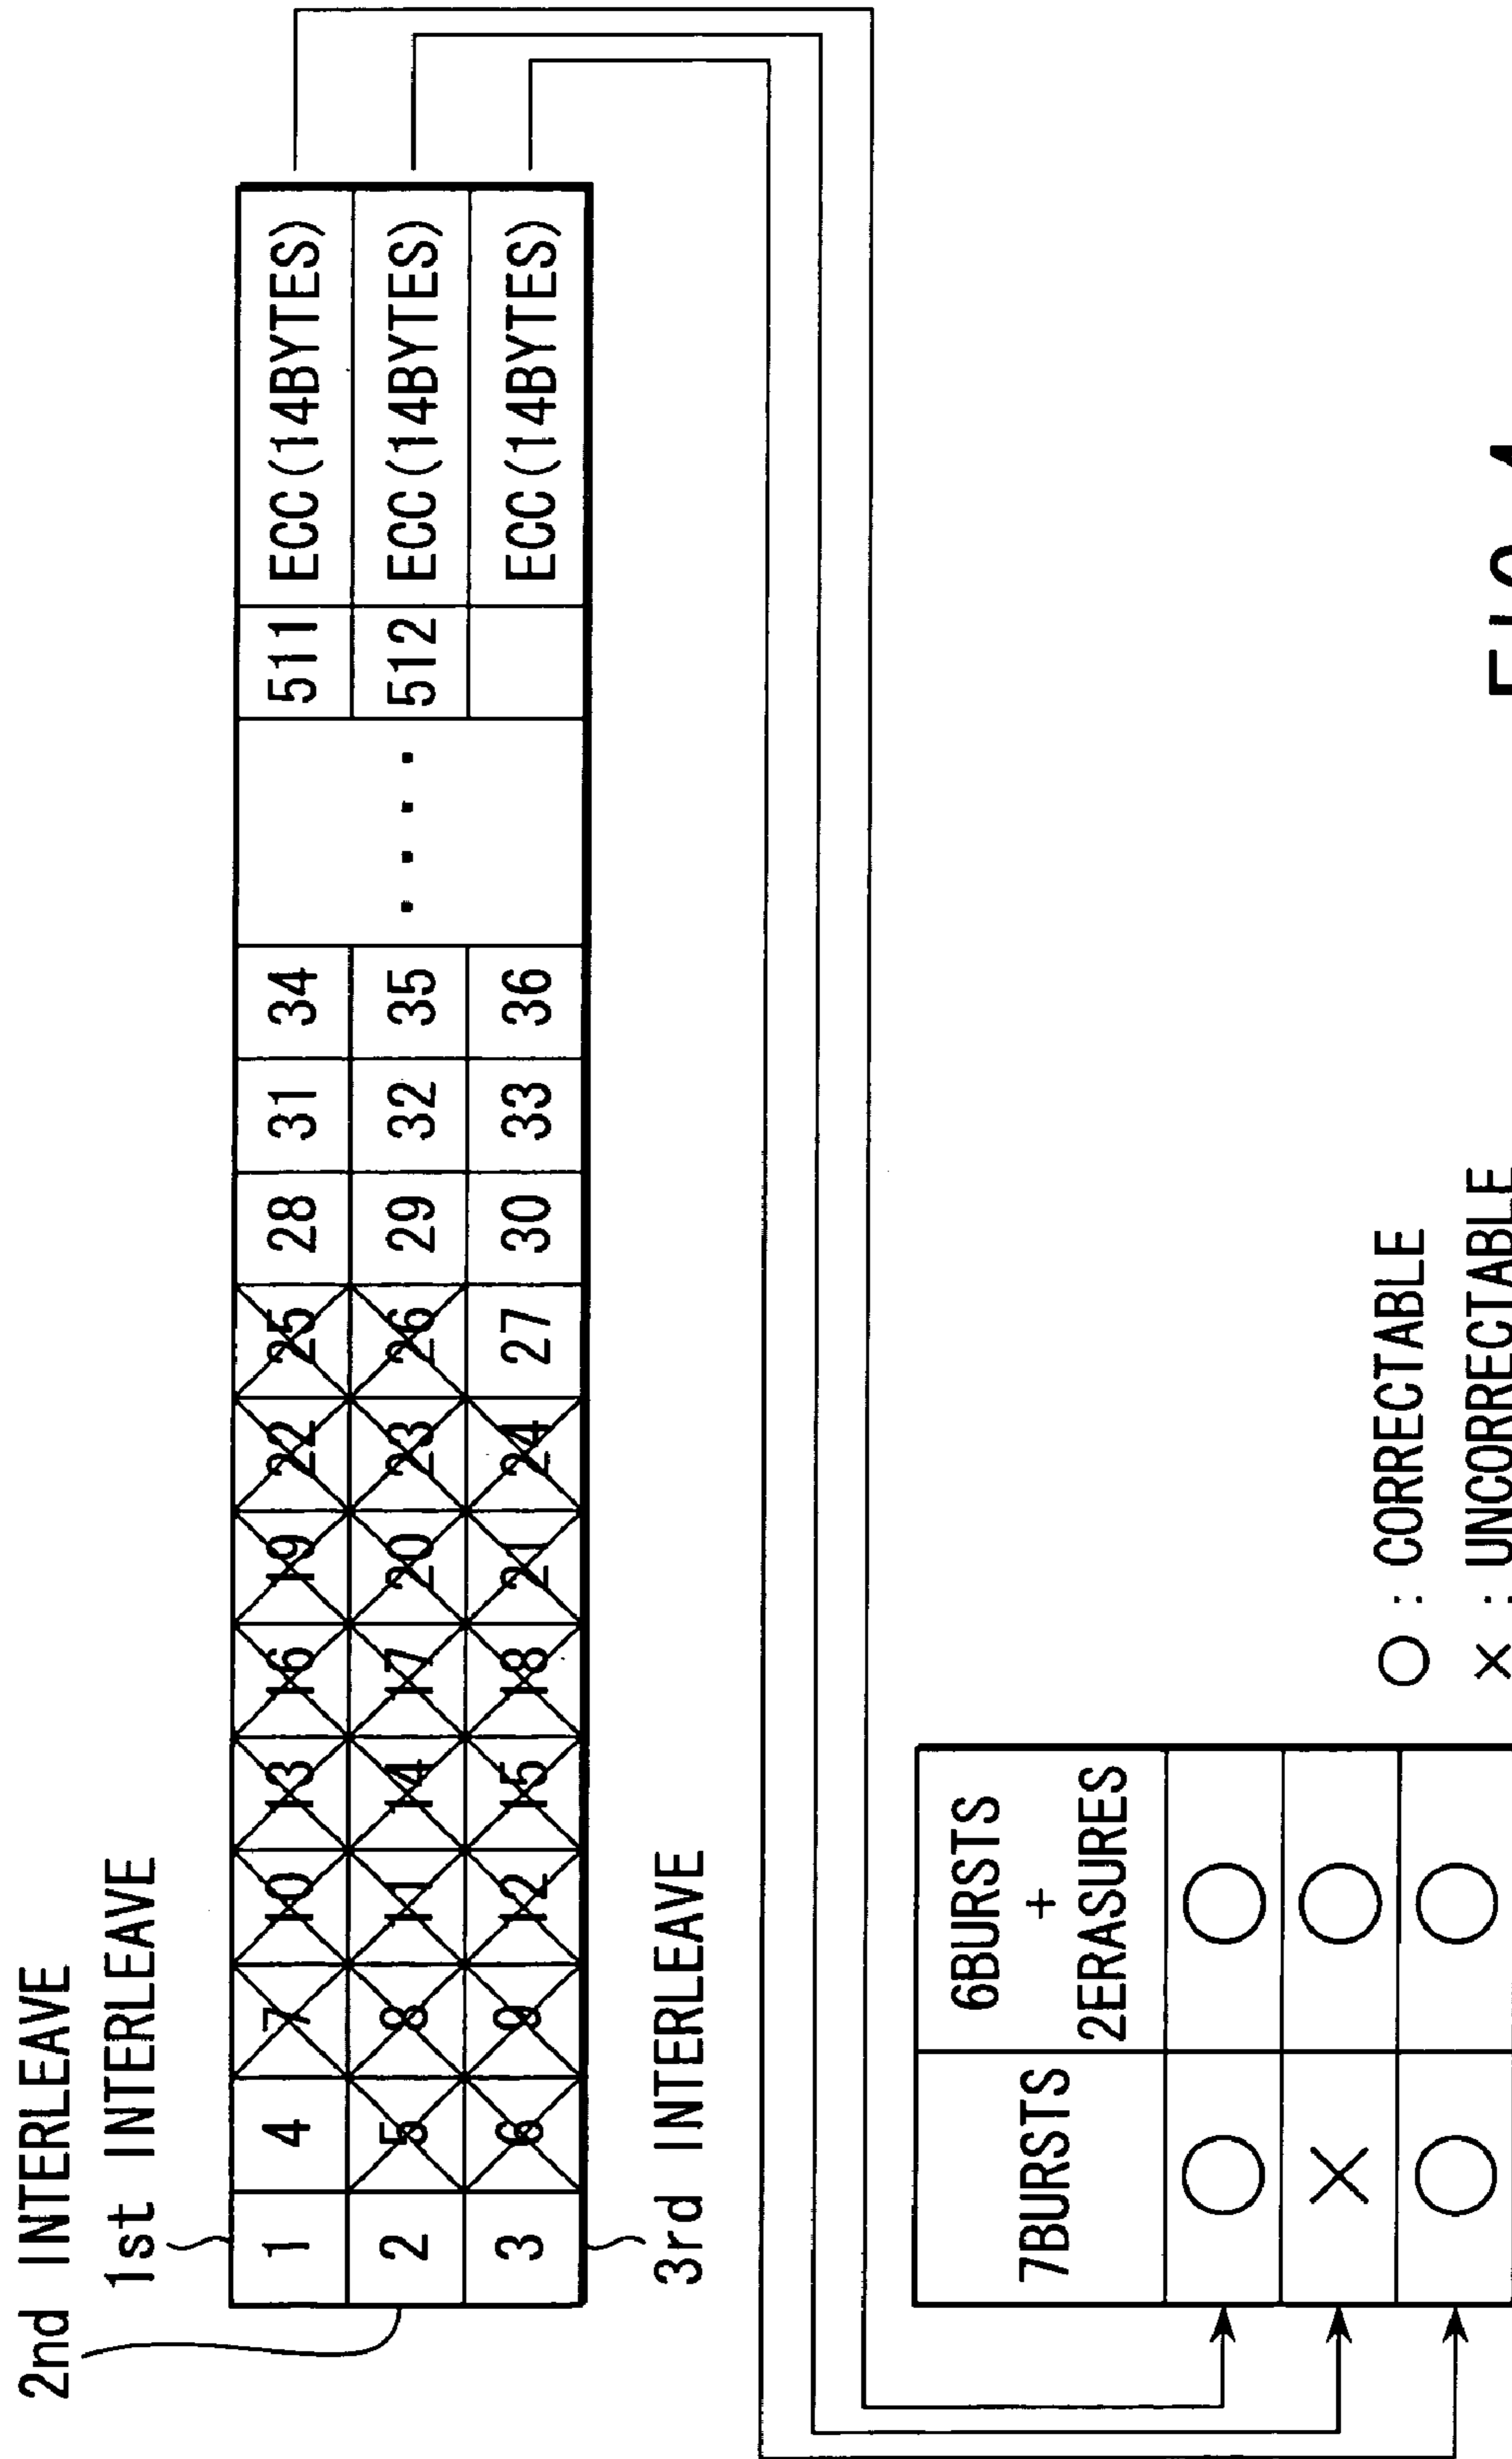 2nd INTERLEAVE
1st INTERLEAVE
1 4 7 10 13 16 19 22 25 28 31 34 511 ECC(14BYTES)
2 5 8 11 14 17 20 23 26 29 32 35 .... 512 ECC(14BYTES)
3 6 9 12 15 18 21 24 27 30 33 36 ECC(14BYTES)
3rd INTERLEAVE
7BURSTS
6BURSTS
+
2ERASURES
○ ○
× ○
○ ○
○ : CORRECTABLE
× : UNCORRECTABLE